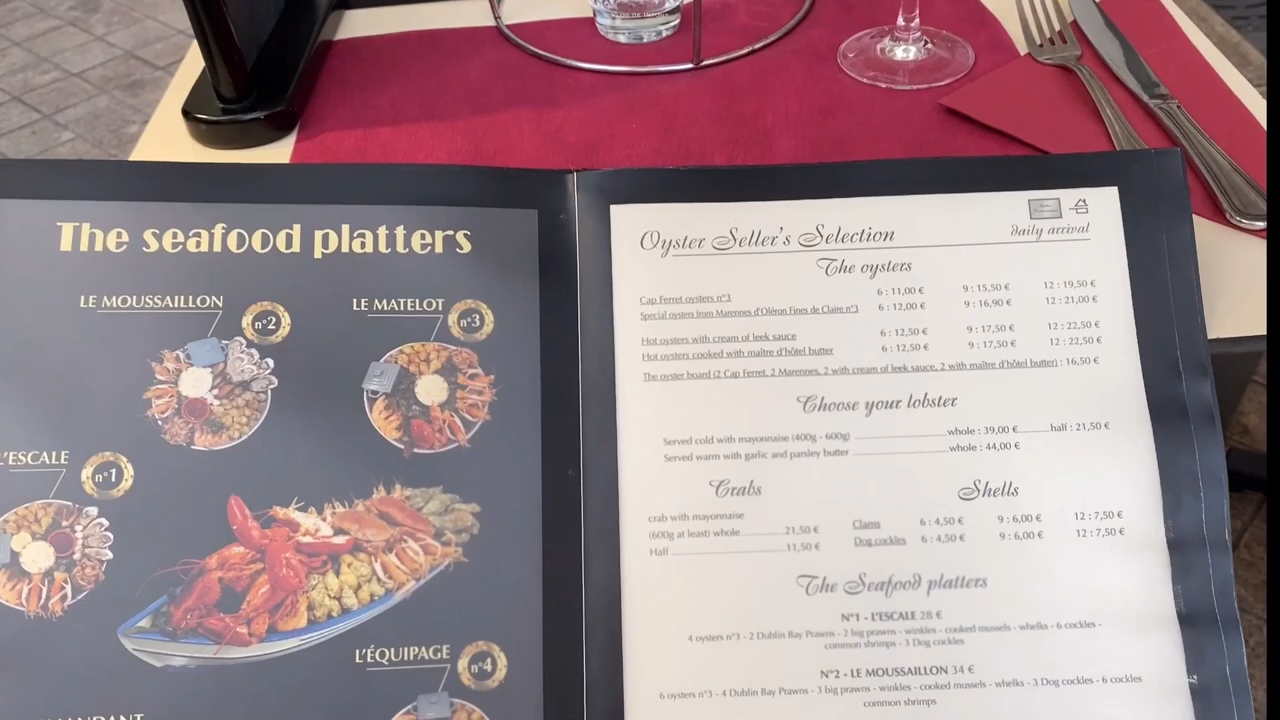 The seafood platters
LE MOUSSAILLON
n°2
LE MATELOT
n°3
L'ESCALE
n°1
L'ÉQUIPAGE
n°4
Oyster Seller's Selection
daily arrival
The oysters
Cap Ferret oysters n°3 6 : 11,00 € 9 : 15,50 € 12 : 19,50 €
Special oysters from Marennes d'Oléron Fines de Claire n°3 6 : 12,00 € 9 : 16,90 € 12 : 21,00 €
Hot oysters with cream of leek sauce 6 : 12,50 € 9 : 17,50 € 12 : 22,50 €
Hot oysters cooked with maître d'hôtel butter 6 : 12,50 € 9 : 17,50 € 12 : 22,50 €
The oyster board (2 Cap Ferret, 2 Marennes, 2 with cream of leek sauce, 2 with maître d'hôtel butter) : 16,50 €
Choose your lobster
Served cold with mayonnaise (400g - 600g) whole : 39,00 € half : 21,50 €
Served warm with garlic and parsley butter whole : 44,00 €
Crabs
crab with mayonnaise
(600g at least) whole 21,50 €
Half 11,50 €
Shells
Clams 6 : 4,50 € 9 : 6,00 € 12 : 7,50 €
Dog cockles 6 : 4,50 € 9 : 6,00 € 12 : 7,50 €
The Seafood platters
N°1 - L'ESCALE 28 €
4 oysters n°3 - 2 Dublin Bay Prawns - 2 big prawns - winkles - cooked mussels - whelks - 6 cockles -
common shrimps - 3 Dog cockles
N°2 - LE MOUSSAILLON 34 €
6 oysters n°3 - 4 Dublin Bay Prawns - 3 big prawns - winkles - cooked mussels - whelks - 3 Dog cockles - 6 cockles
common shrimps